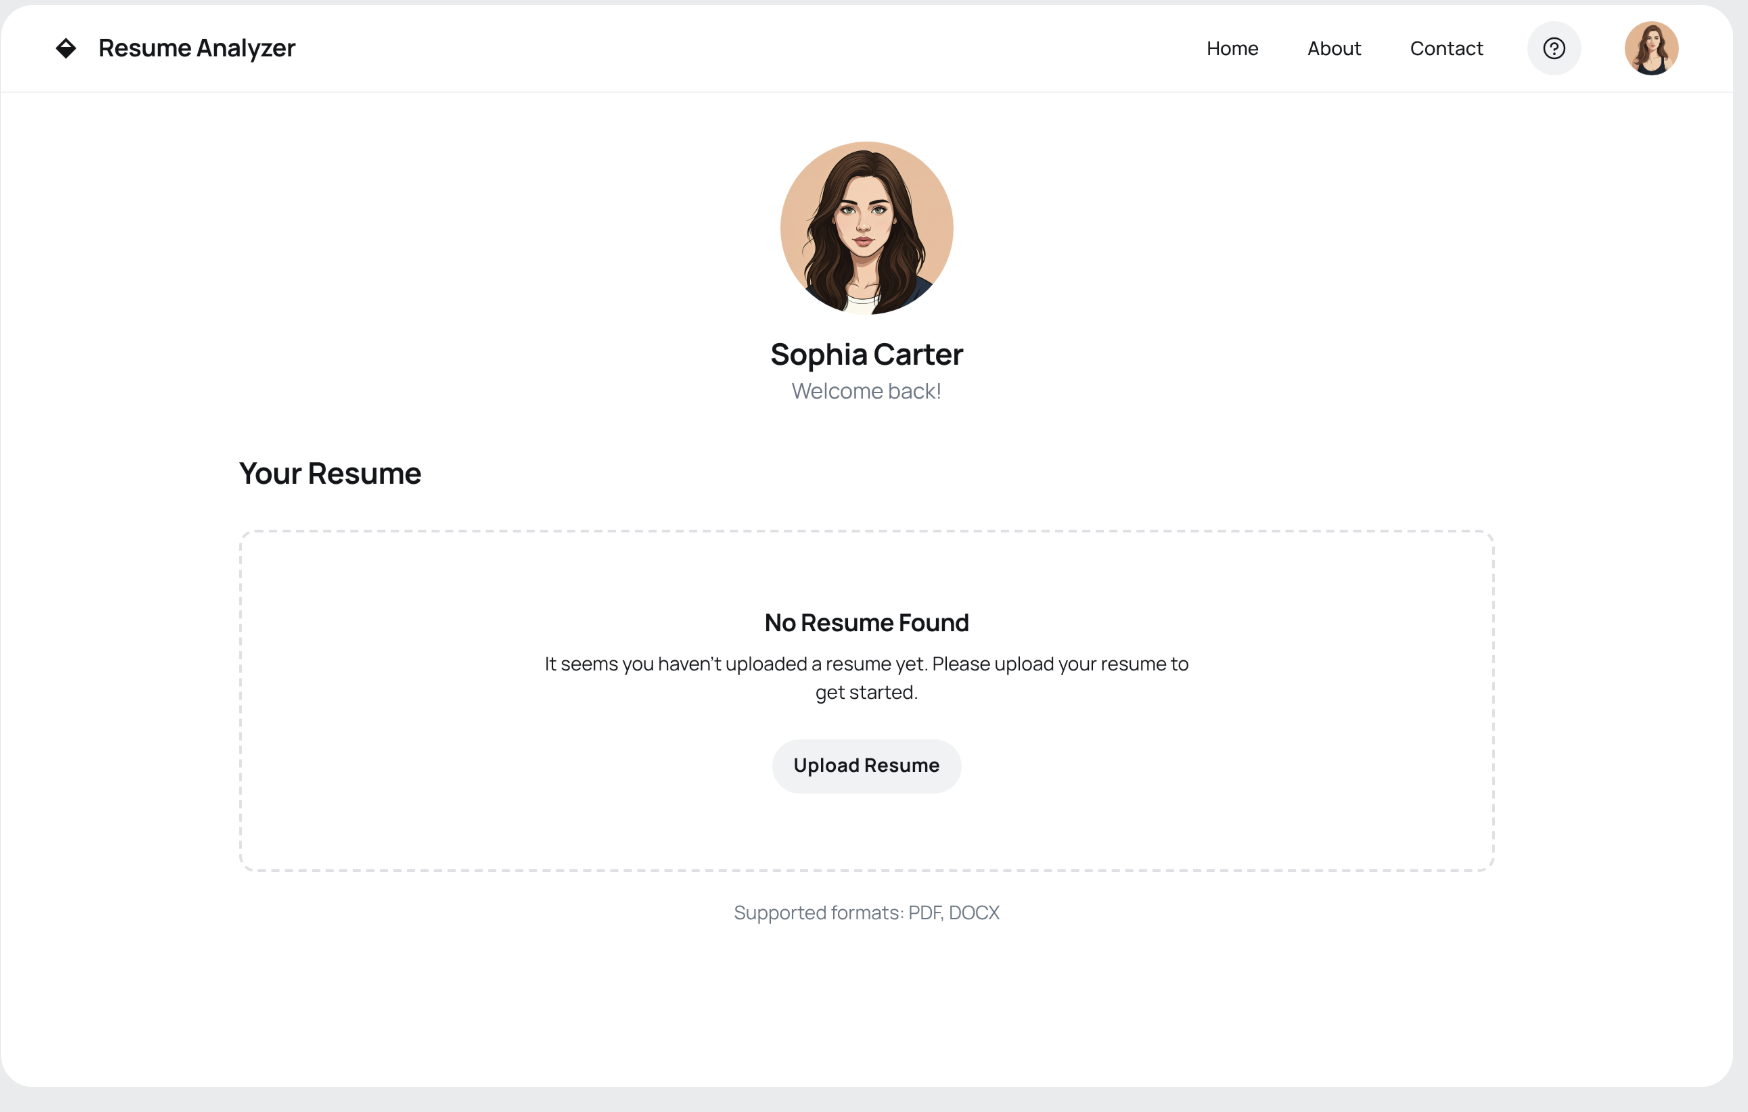 Resume Analyzer
Home
About
Contact
Sophia Carter
Welcome back!
Your Resume
No Resume Found
It seems you haven't uploaded a resume yet. Please upload your resume to
get started.
Upload Resume
Supported formats: PDF, DOCX